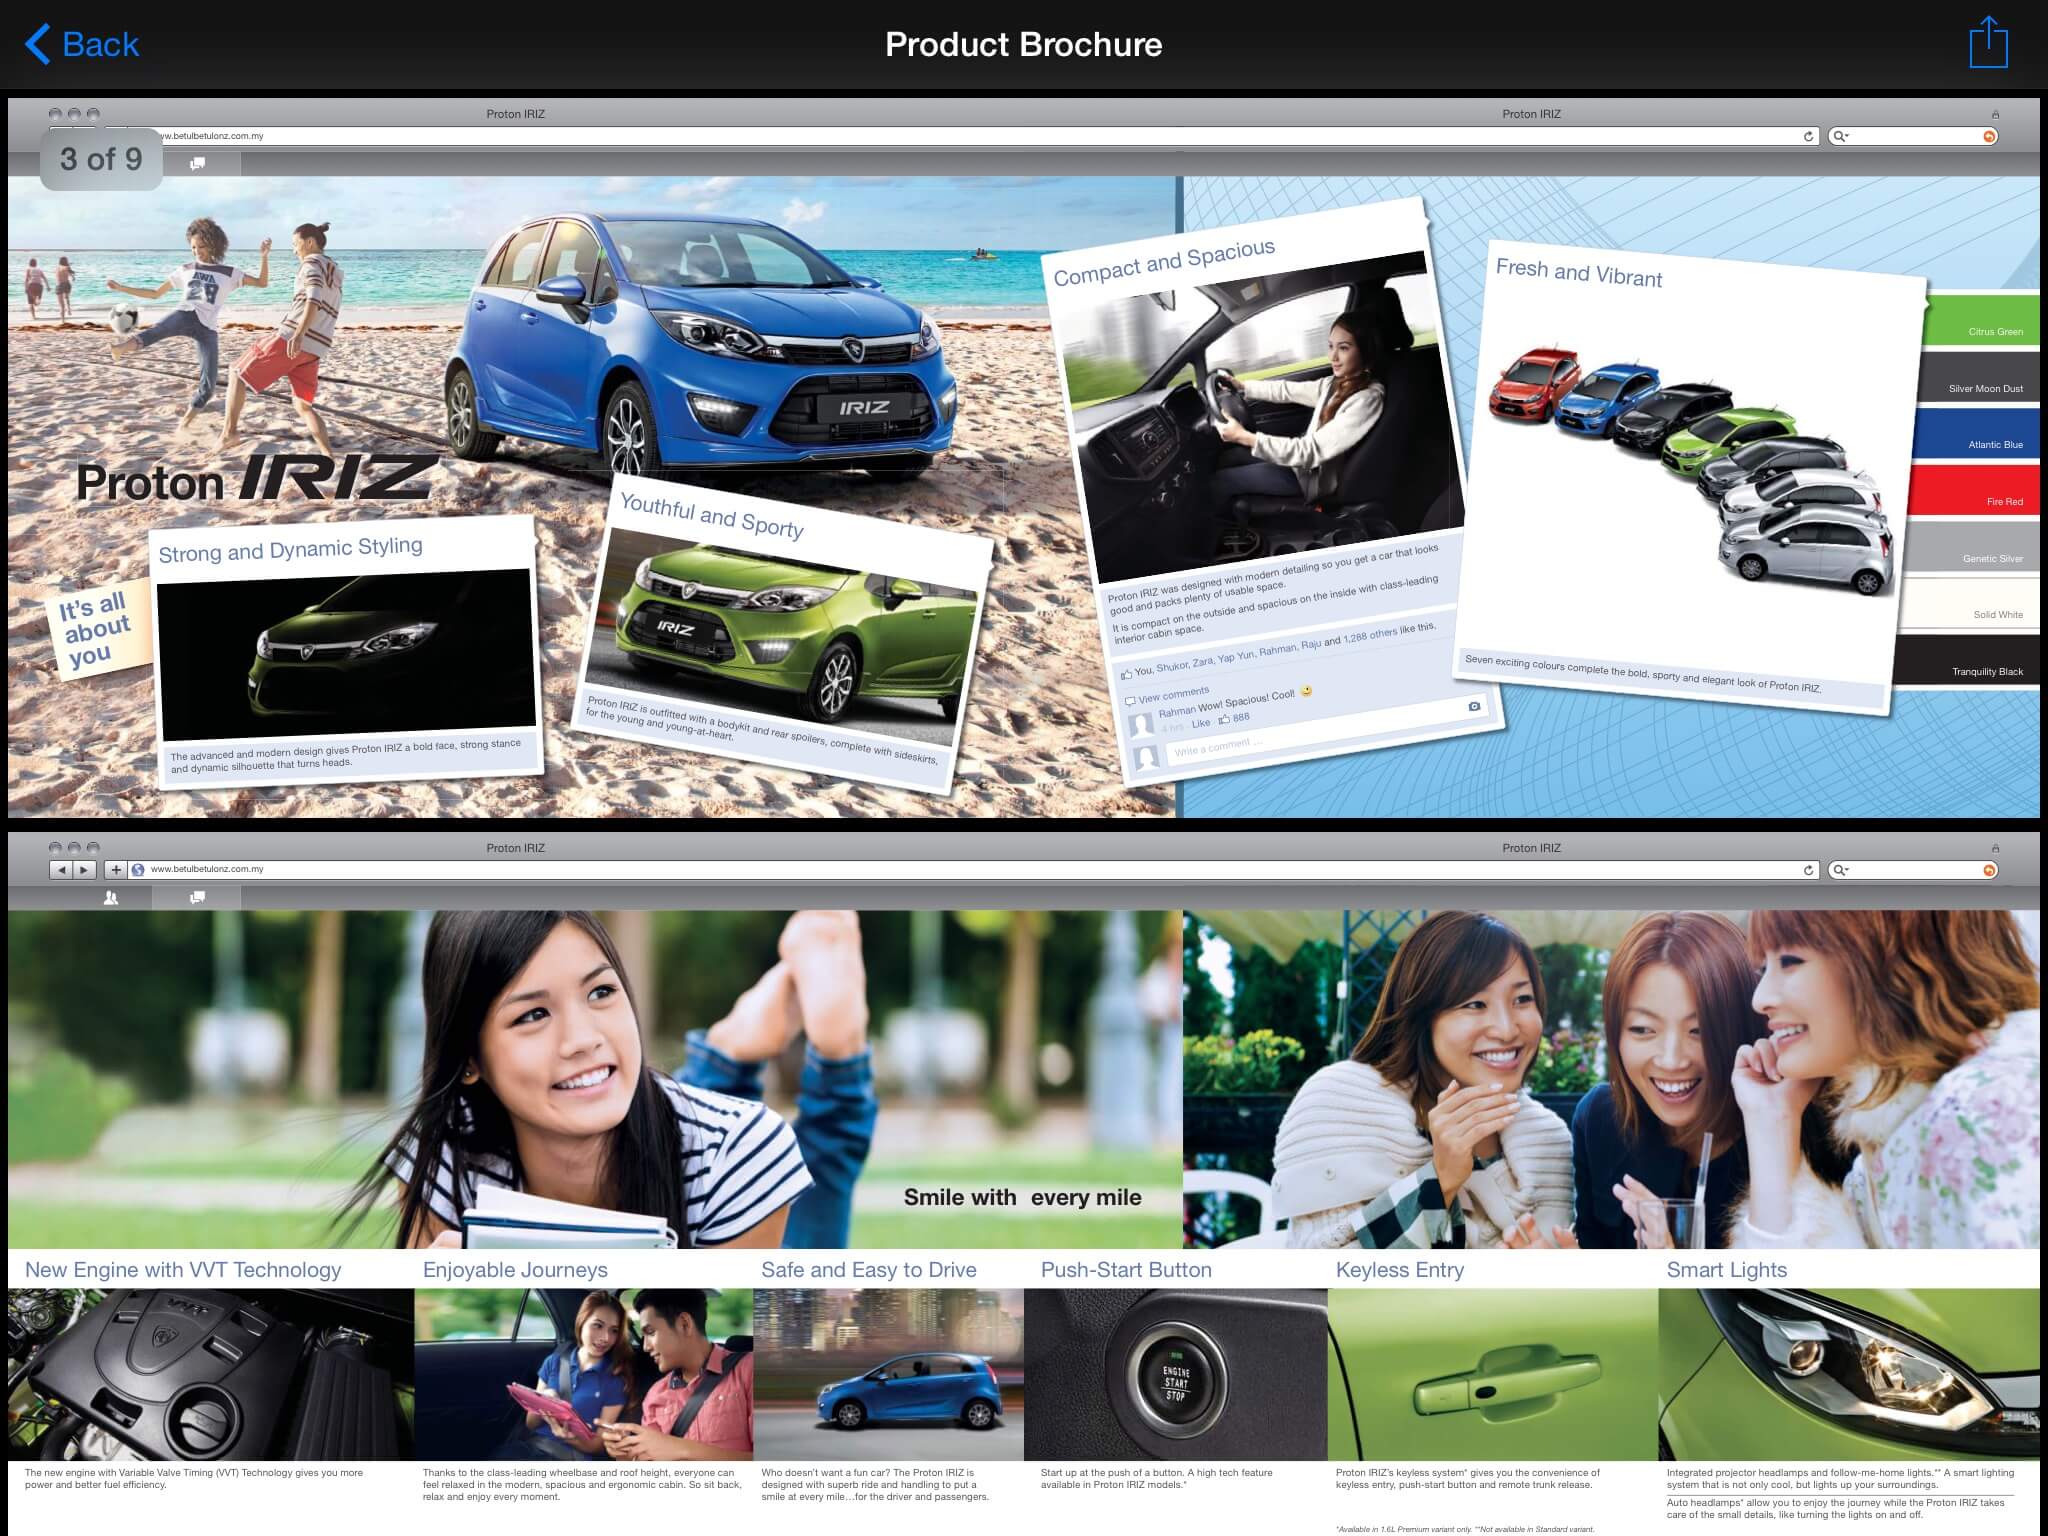 Back
Product Brochure
Proton IRIZ
Proton IRIZ
ww.betulbetulonz.com.my
3 of 9
AWA
29
IRIZ
Proton IRIZ
It's all
about
you
Strong and Dynamic Styling
The advanced and modern design gives Proton IRIZ a bold face, strong stance
and dynamic silhouette that turns heads.
Youthful and Sporty
IRIZ
Proton IRIZ is outfitted with a bodykit and rear spoilers, complete with sideskirts,
for the young and young-at-heart.
Compact and Spacious
Proton IRIZ was designed with modern detailing so you get a car that looks
good and packs plenty of usable space.
It is compact on the outside and spacious on the inside with class-leading
interior cabin space.
You, Shukor, Zara, Yap Yun, Rahman, Raju and 1,288 others like this.
View comments
Rahman Wow! Spacious! Cool!
4 hrs · Like · 888
Write a comment ...
Fresh and Vibrant
Seven exciting colours complete the bold, sporty and elegant look of Proton IRIZ.
Citrus Green
Silver Moon Dust
Atlantic Blue
Fire Red
Genetic Silver
Solid White
Tranquility Black
Proton IRIZ
Proton IRIZ
www.betulbetulonz.com.my
Smile with every mile
New Engine with VVT Technology
VVT
The new engine with Variable Valve Timing (VVT) Technology gives you more
power and better fuel efficiency.
Enjoyable Journeys
Thanks to the class-leading wheelbase and roof height, everyone can
feel relaxed in the modern, spacious and ergonomic cabin. So sit back,
relax and enjoy every moment.
Safe and Easy to Drive
Who doesn't want a fun car? The Proton IRIZ is
designed with superb ride and handling to put a
smile at every mile...for the driver and passengers.
Push-Start Button
ENGINE
START
STOP
Start up at the push of a button. A high tech feature
available in Proton IRIZ models.*
Keyless Entry
Proton IRIZ's keyless system* gives you the convenience of
keyless entry, push-start button and remote trunk release.
*Available in 1.6L Premium variant only. **Not available in Standard variant.
Smart Lights
Integrated projector headlamps and follow-me-home lights.** A smart lighting
system that is not only cool, but lights up your surroundings.
Auto headlamps* allow you to enjoy the journey while the Proton IRIZ takes
care of the small details, like turning the lights on and off.